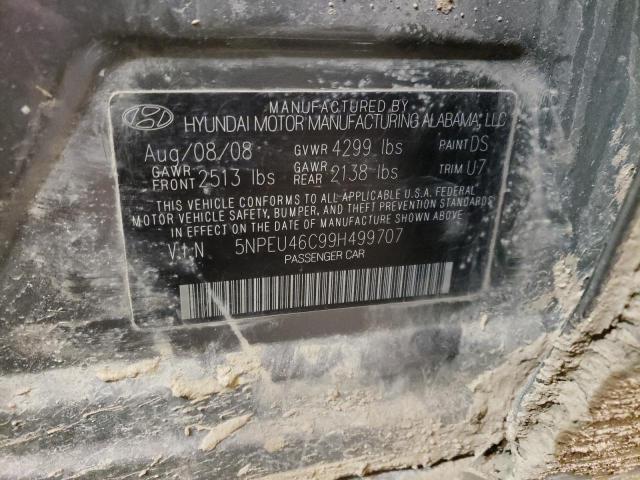 MANUFACTURED BY
HYUNDAI MOTOR MANUFACTURING ALABAMA, LLC
Aug/08/08 GVWR 4299 lbs PAINT DS
GAWR FRONT 2513 lbs GAWR REAR 2138 lbs TRIM U7
THIS VEHICLE CONFORMS TO ALL APPLICABLE U.S.A. FEDERAL
MOTOR VEHICLE SAFETY, BUMPER, AND THEFT PREVENTION
STANDARDS IN EFFECT ON THE DATE OF MANUFACTURE SHOWN ABOVE.
V.I.N 5NPEU46C99H499707
PASSENGER CAR